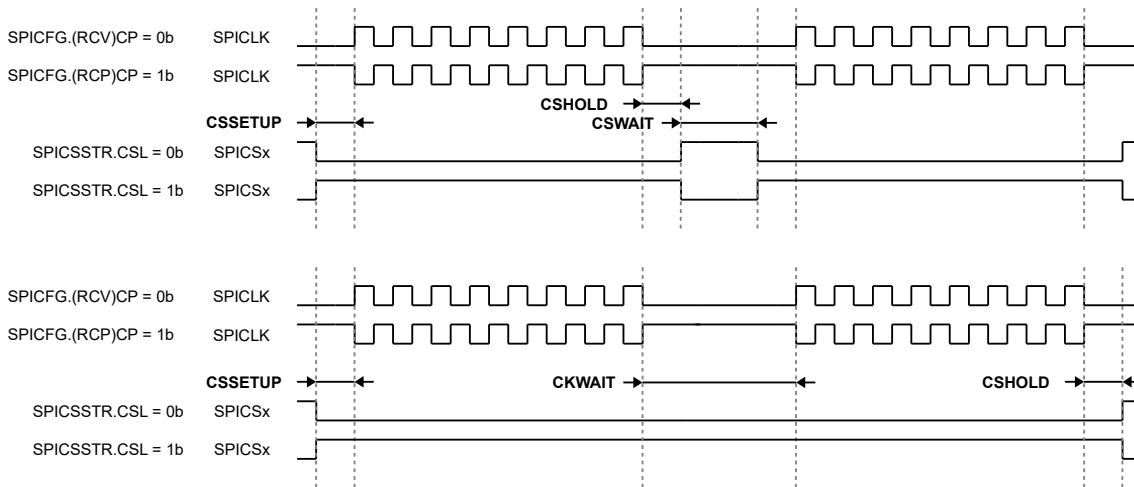 SPICFG.(RCV)CP = 0b SPICLK
SPICFG.(RCP)CP = 1b SPICLK
CSHOLD
CSSETUP CSWAIT
SPICSSTR.CSL = 0b SPICSx
SPICSSTR.CSL = 1b SPICSx
SPICFG.(RCV)CP = 0b SPICLK
SPICFG.(RCP)CP = 1b SPICLK
CSSETUP CKWAIT CSHOLD
SPICSSTR.CSL = 0b SPICSx
SPICSSTR.CSL = 1b SPICSx